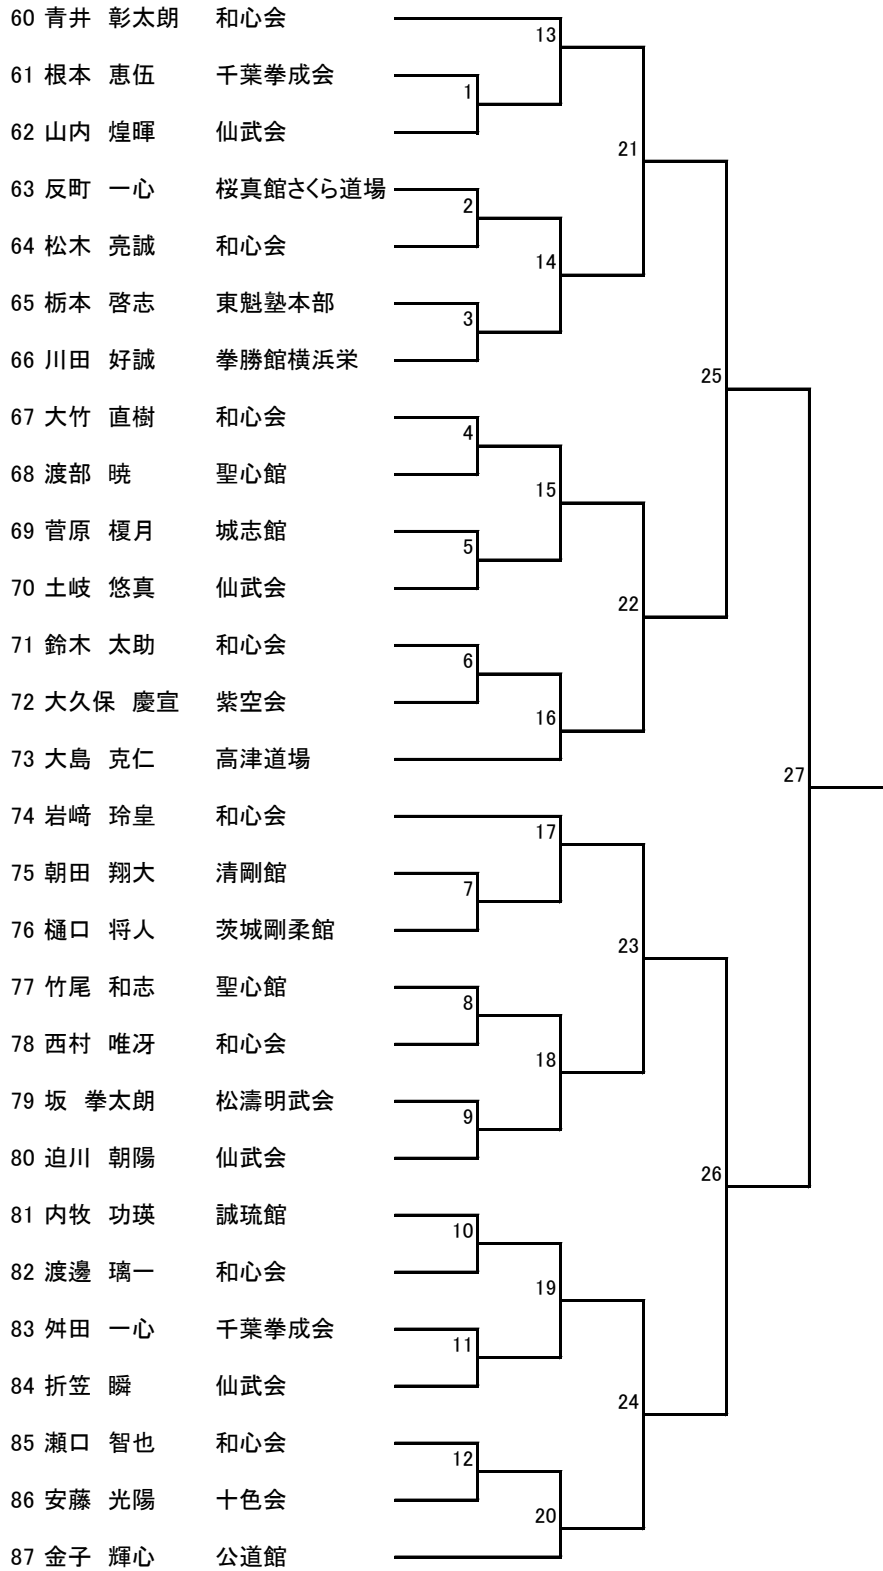 60 青井 彰太朗 和心会
13
61 根本 恵伍 千葉拳成会
1
62 山内 煌暉 仙武会
21
63 反町 一心 桜真館さくら道場
2
64 松木 亮誠 和心会
14
65 栃本 啓志 東魁塾本部
3
66 川田 好誠 拳勝館横浜栄
25
67 大竹 直樹 和心会
4
68 渡部 暁 聖心館
15
69 菅原 榎月 城志館
5
70 土岐 悠真 仙武会
22
71 鈴木 太助 和心会
6
72 大久保 慶宣 紫空会
16
73 大島 克仁 高津道場
27
74 岩﨑 玲皇 和心会
17
75 朝田 翔大 清剛館
7
76 樋口 将人 茨城剛柔館
23
77 竹尾 和志 聖心館
8
78 西村 唯冴 和心会
18
79 坂 拳太朗 松濤明武会
9
80 迫川 朝陽 仙武会
26
81 内牧 功瑛 誠琉館
10
82 渡邊 璃一 和心会
19
83 舛田 一心 千葉拳成会
11
84 折笠 瞬 仙武会
24
85 瀬口 智也 和心会
12
86 安藤 光陽 十色会
20
87 金子 輝心 公道館